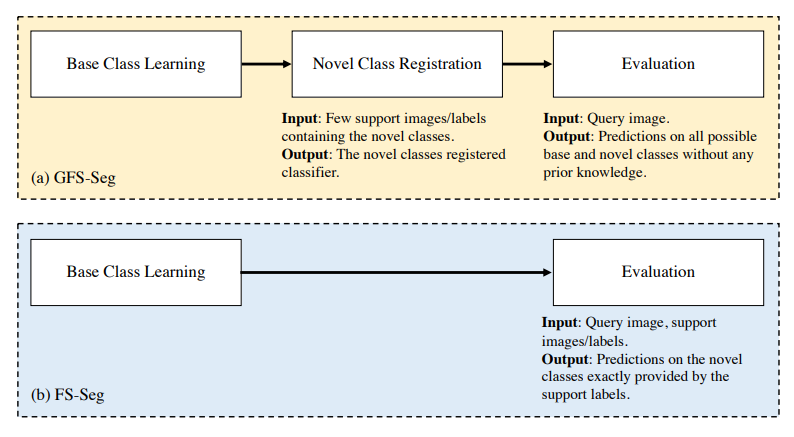 Base Class Learning
Novel Class Registration
Evaluation
Input: Few support images/labels
containing the novel classes.
Output: The novel classes registered
classifier.
Input: Query image.
Output: Predictions on all possible
base and novel classes without any
prior knowledge.
(a) GFS-Seg
Base Class Learning
Evaluation
Input: Query image, support
images/labels.
Output: Predictions on the novel
classes exactly provided by the
support labels.
(b) FS-Seg